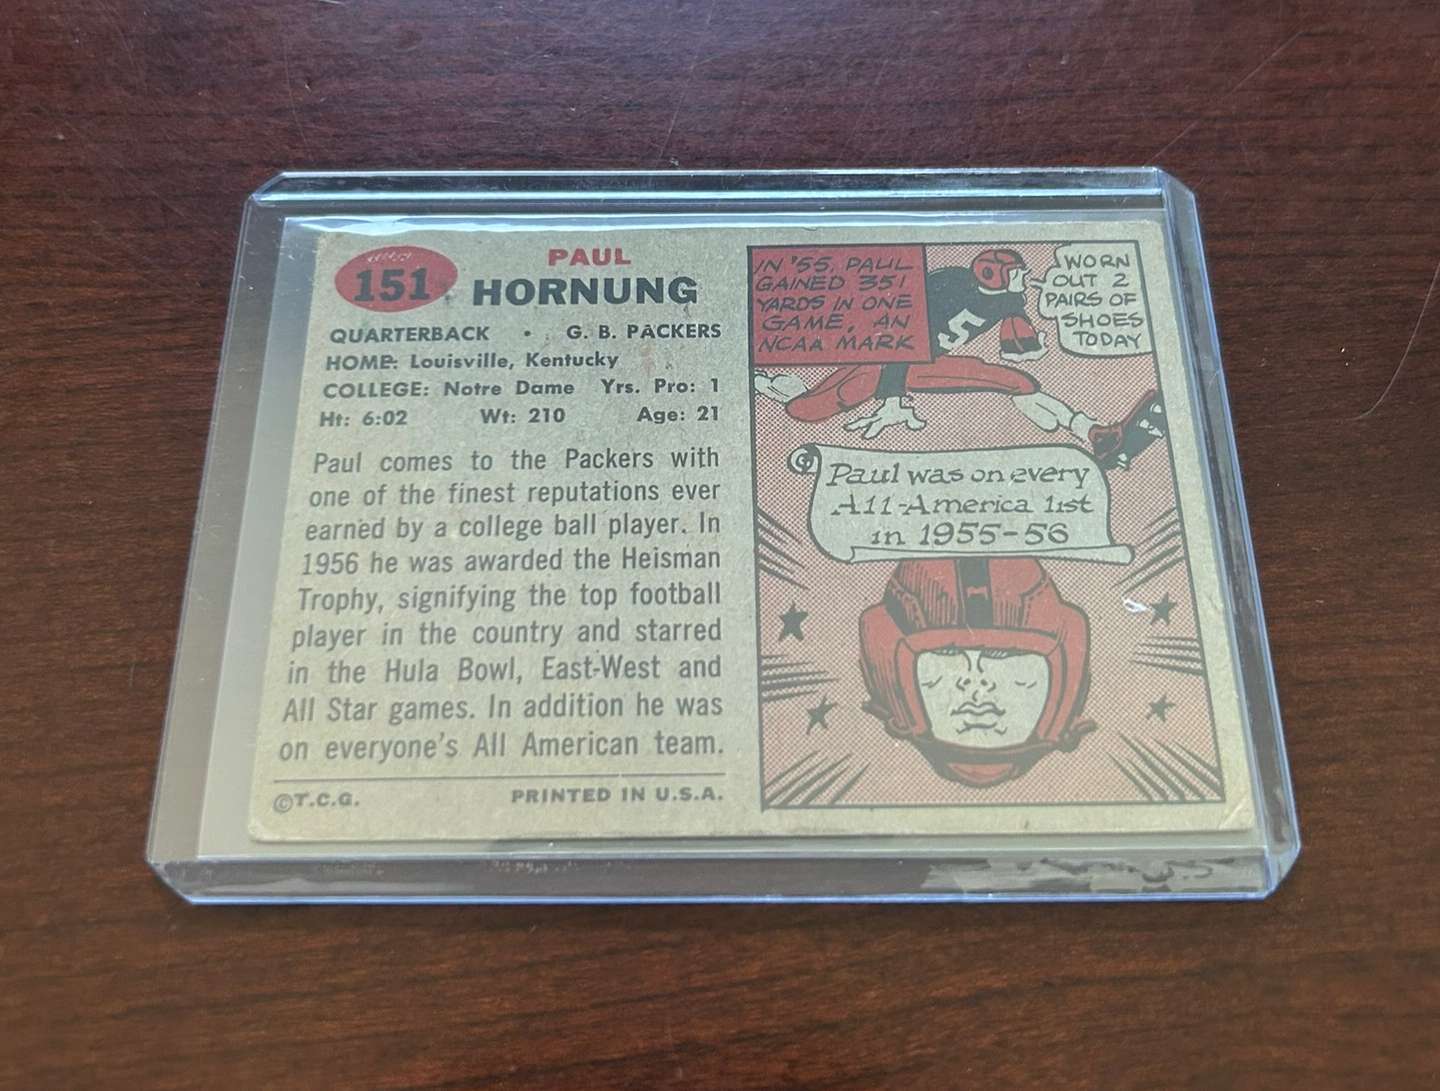 151
PAUL
HORNUNG
QUARTERBACK • G. B. PACKERS
HOME: Louisville, Kentucky
COLLEGE: Notre Dame Yrs. Pro: 1
Ht: 6:02 Wt: 210 Age: 21
Paul comes to the Packers with
one of the finest reputations ever
earned by a college ball player. In
1956 he was awarded the Heisman
Trophy, signifying the top football
player in the country and starred
in the Hula Bowl, East-West and
All Star games. In addition he was
on everyone's All American team.
©T.C.G. PRINTED IN U.S.A.
IN '55, PAUL
GAINED 351
YARDS IN ONE
GAME, AN
NCAA MARK
5
WORN
OUT 2
PAIRS OF
SHOES
TODAY
Paul was on every
All-America list
in 1955-56